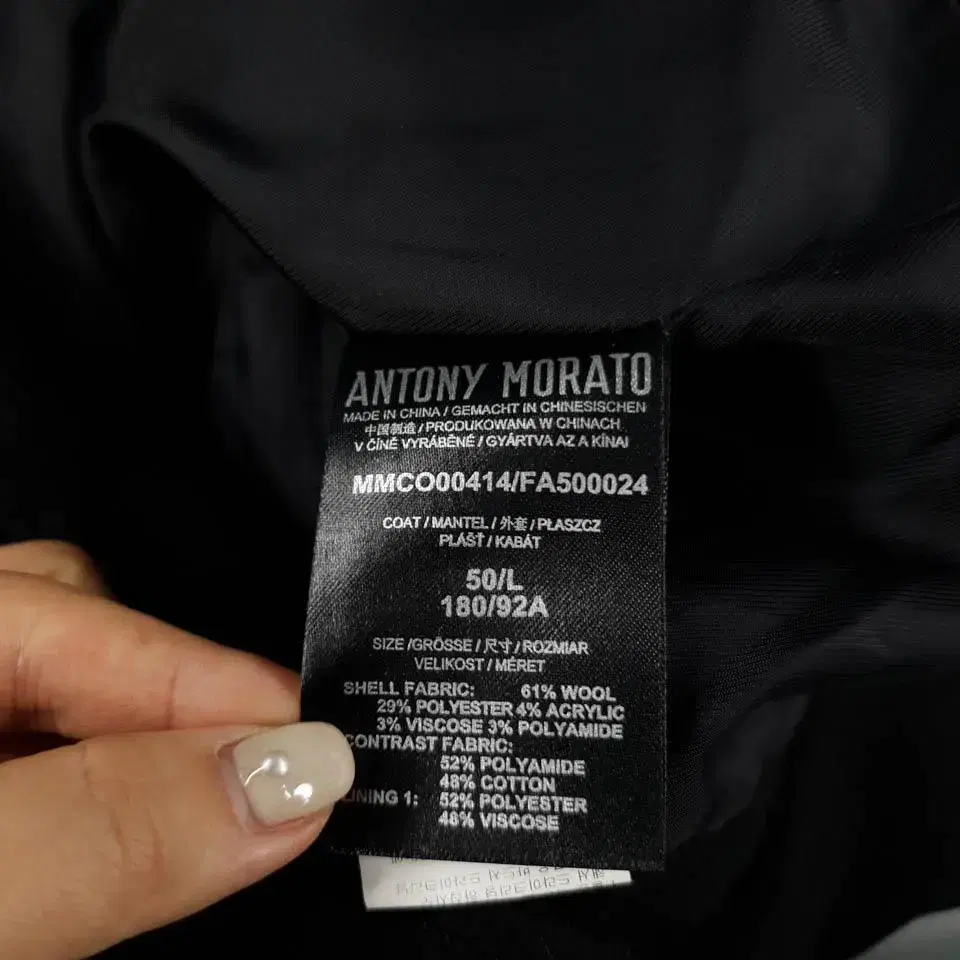 ANTONY MORATO
MADE IN CHINA / GEMACHT IN CHINESISCHEN
中国制造 / PRODUKOWANA W CHINACH
V ČÍNĚ VYRÁBĚNÉ / GYÁRTVA AZ A KÍNAI
MMCO00414/FA500024
COAT / MANTEL / 外套 / PŁASZCZ
PLÁŠŤ / KABÁT
50/L
180/92A
SIZE /GRÖSSE / 尺寸 / ROZMIAR
VELIKOST / MÉRET
SHELL FABRIC: 61% WOOL
29% POLYESTER 4% ACRYLIC
3% VISCOSE 3% POLYAMIDE
CONTRAST FABRIC:
52% POLYAMIDE
48% COTTON
LINING 1: 52% POLYESTER
48% VISCOSE